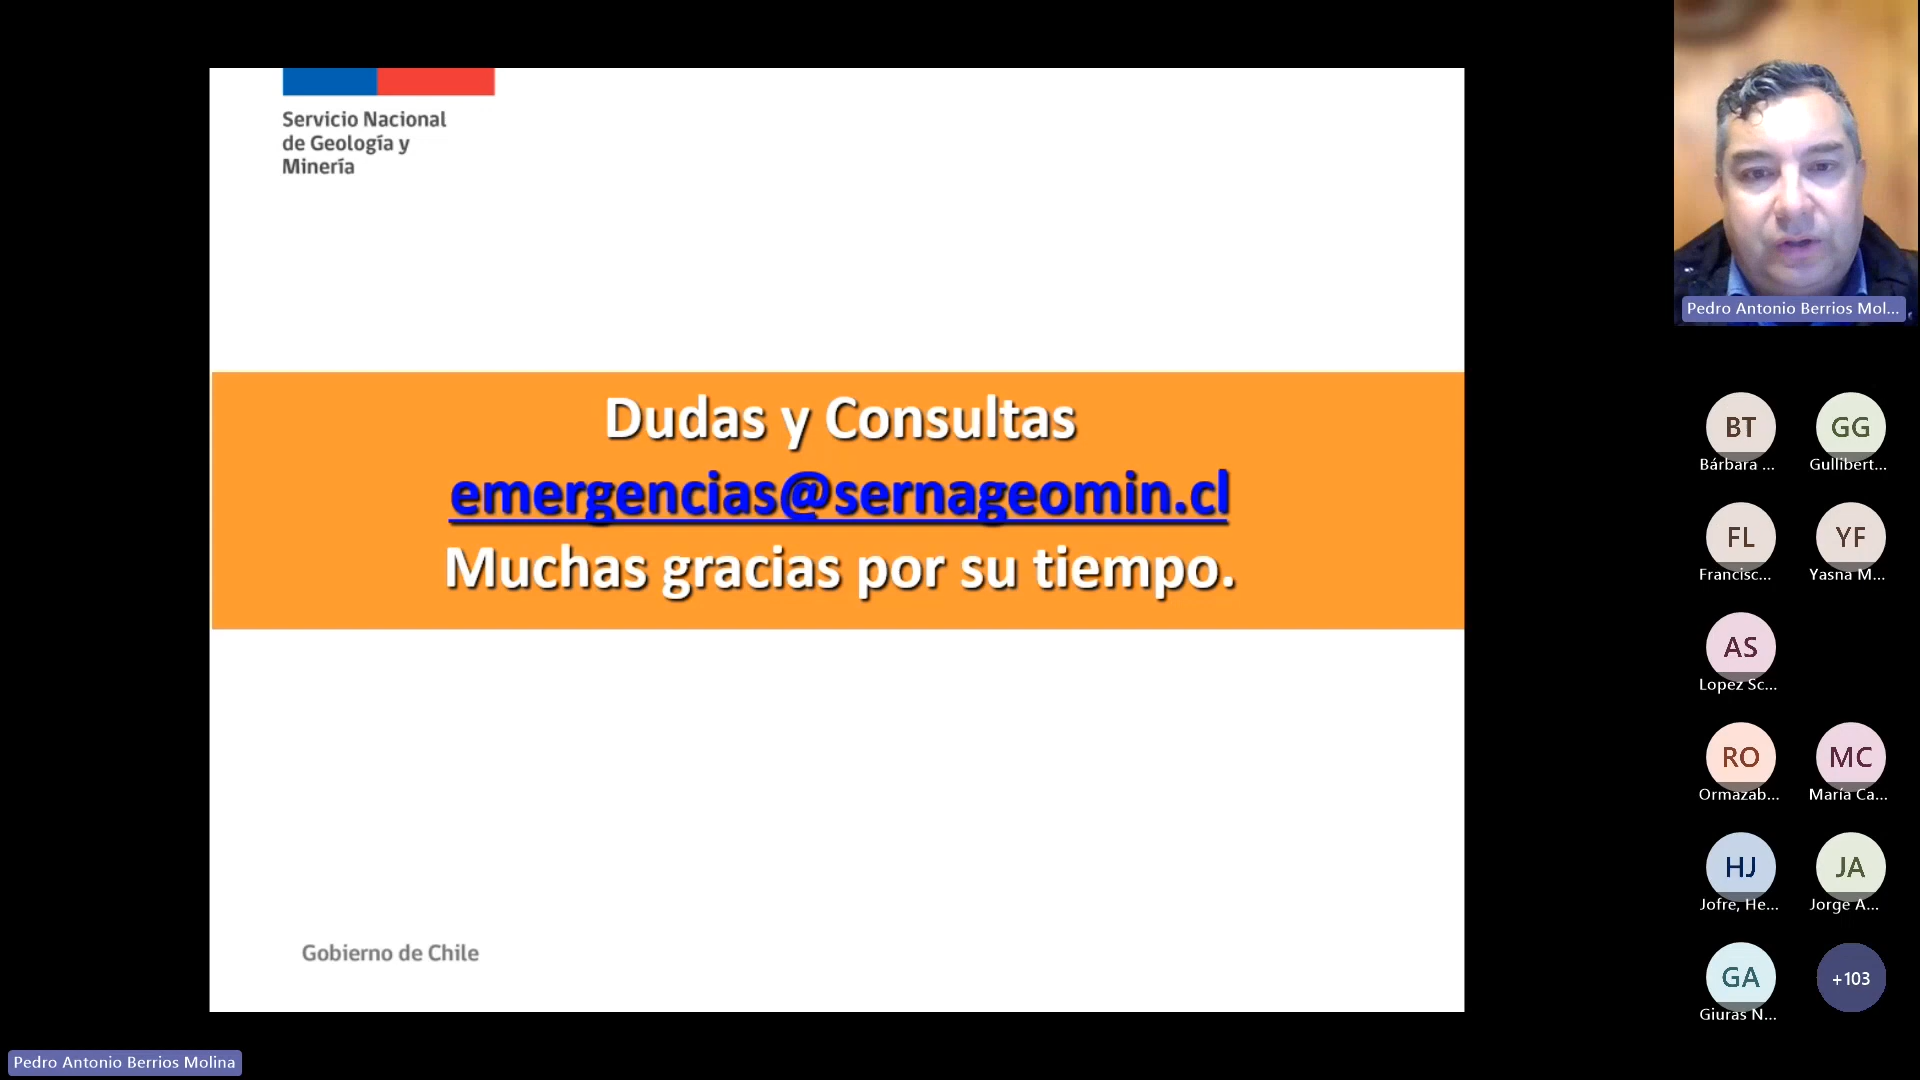 Servicio Nacional
de Geología y
Minería
Dudas y Consultas
emergencias@sernageomin.cl
Muchas gracias por su tiempo.
Gobierno de Chile
Pedro Antonio Berrios Molina
Pedro Antonio Berrios Mol...
BT
Bárbara ...
GG
Gullibert...
FL
Francisc...
YF
Yasna M...
AS
Lopez Sc...
RO
Ormazab...
MC
María Ca...
HJ
Jofre, He...
JA
Jorge A...
GA
Giuras N...
+103